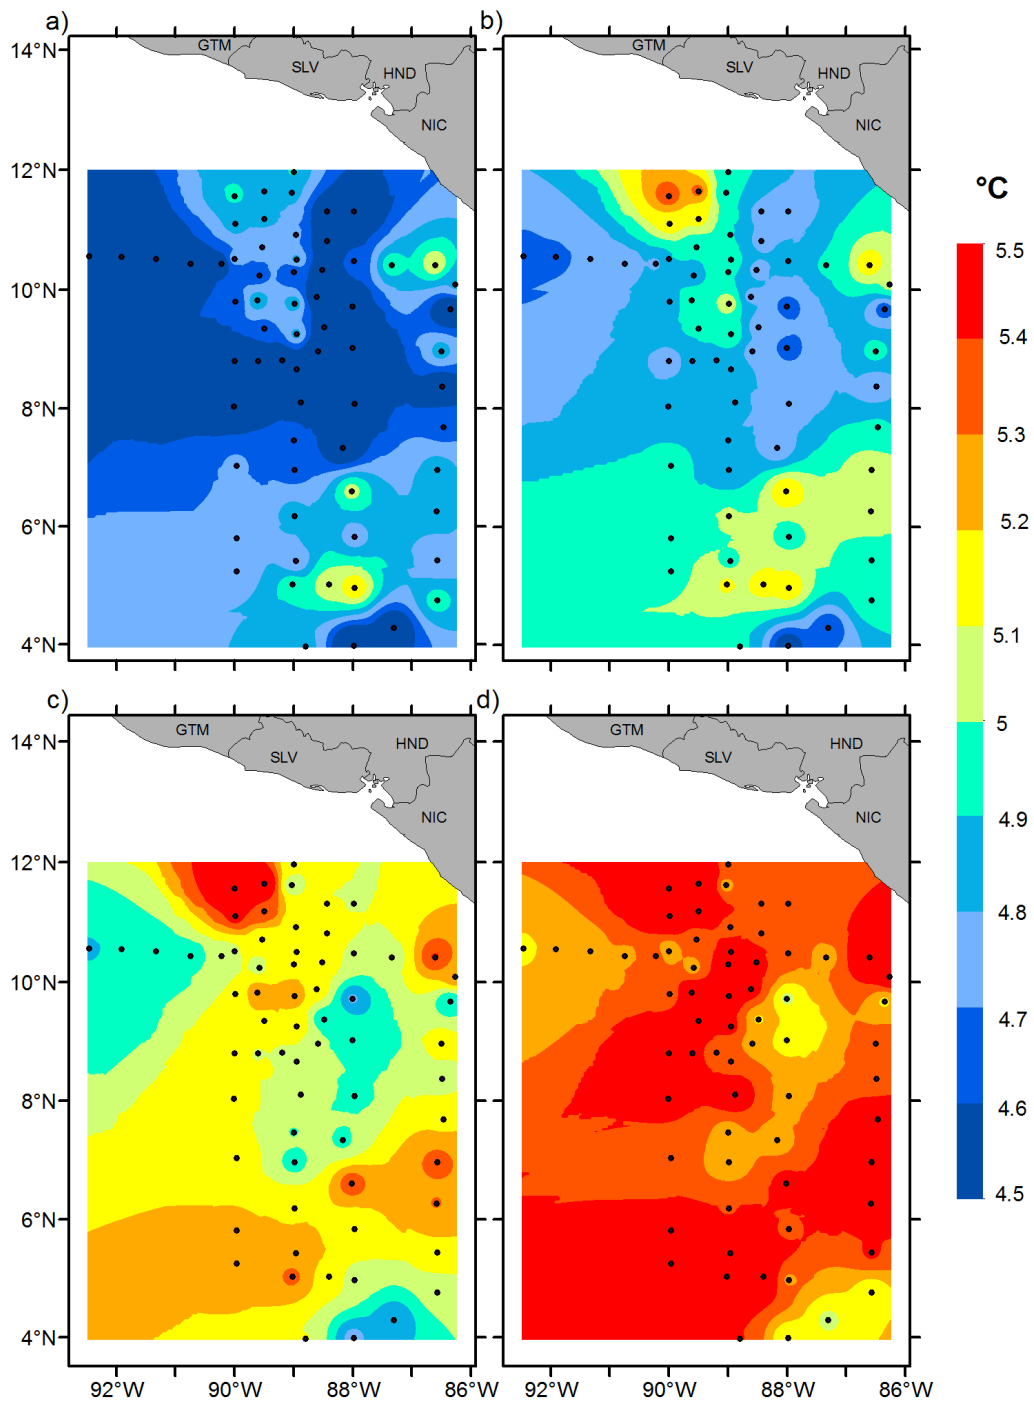 a)
b)
14°N
12°N
10°N
8°N
6°N
4°N
GTM
SLV
HND
NIC
GTM
SLV
HND
NIC
°C
5.5
5.4
5.3
5.2
5.1
5
4.9
4.8
4.7
4.6
4.5
c)
d)
14°N
12°N
10°N
8°N
6°N
4°N
GTM
SLV
HND
NIC
GTM
SLV
HND
NIC
92°W 90°W 88°W 86°W
92°W 90°W 88°W 86°W